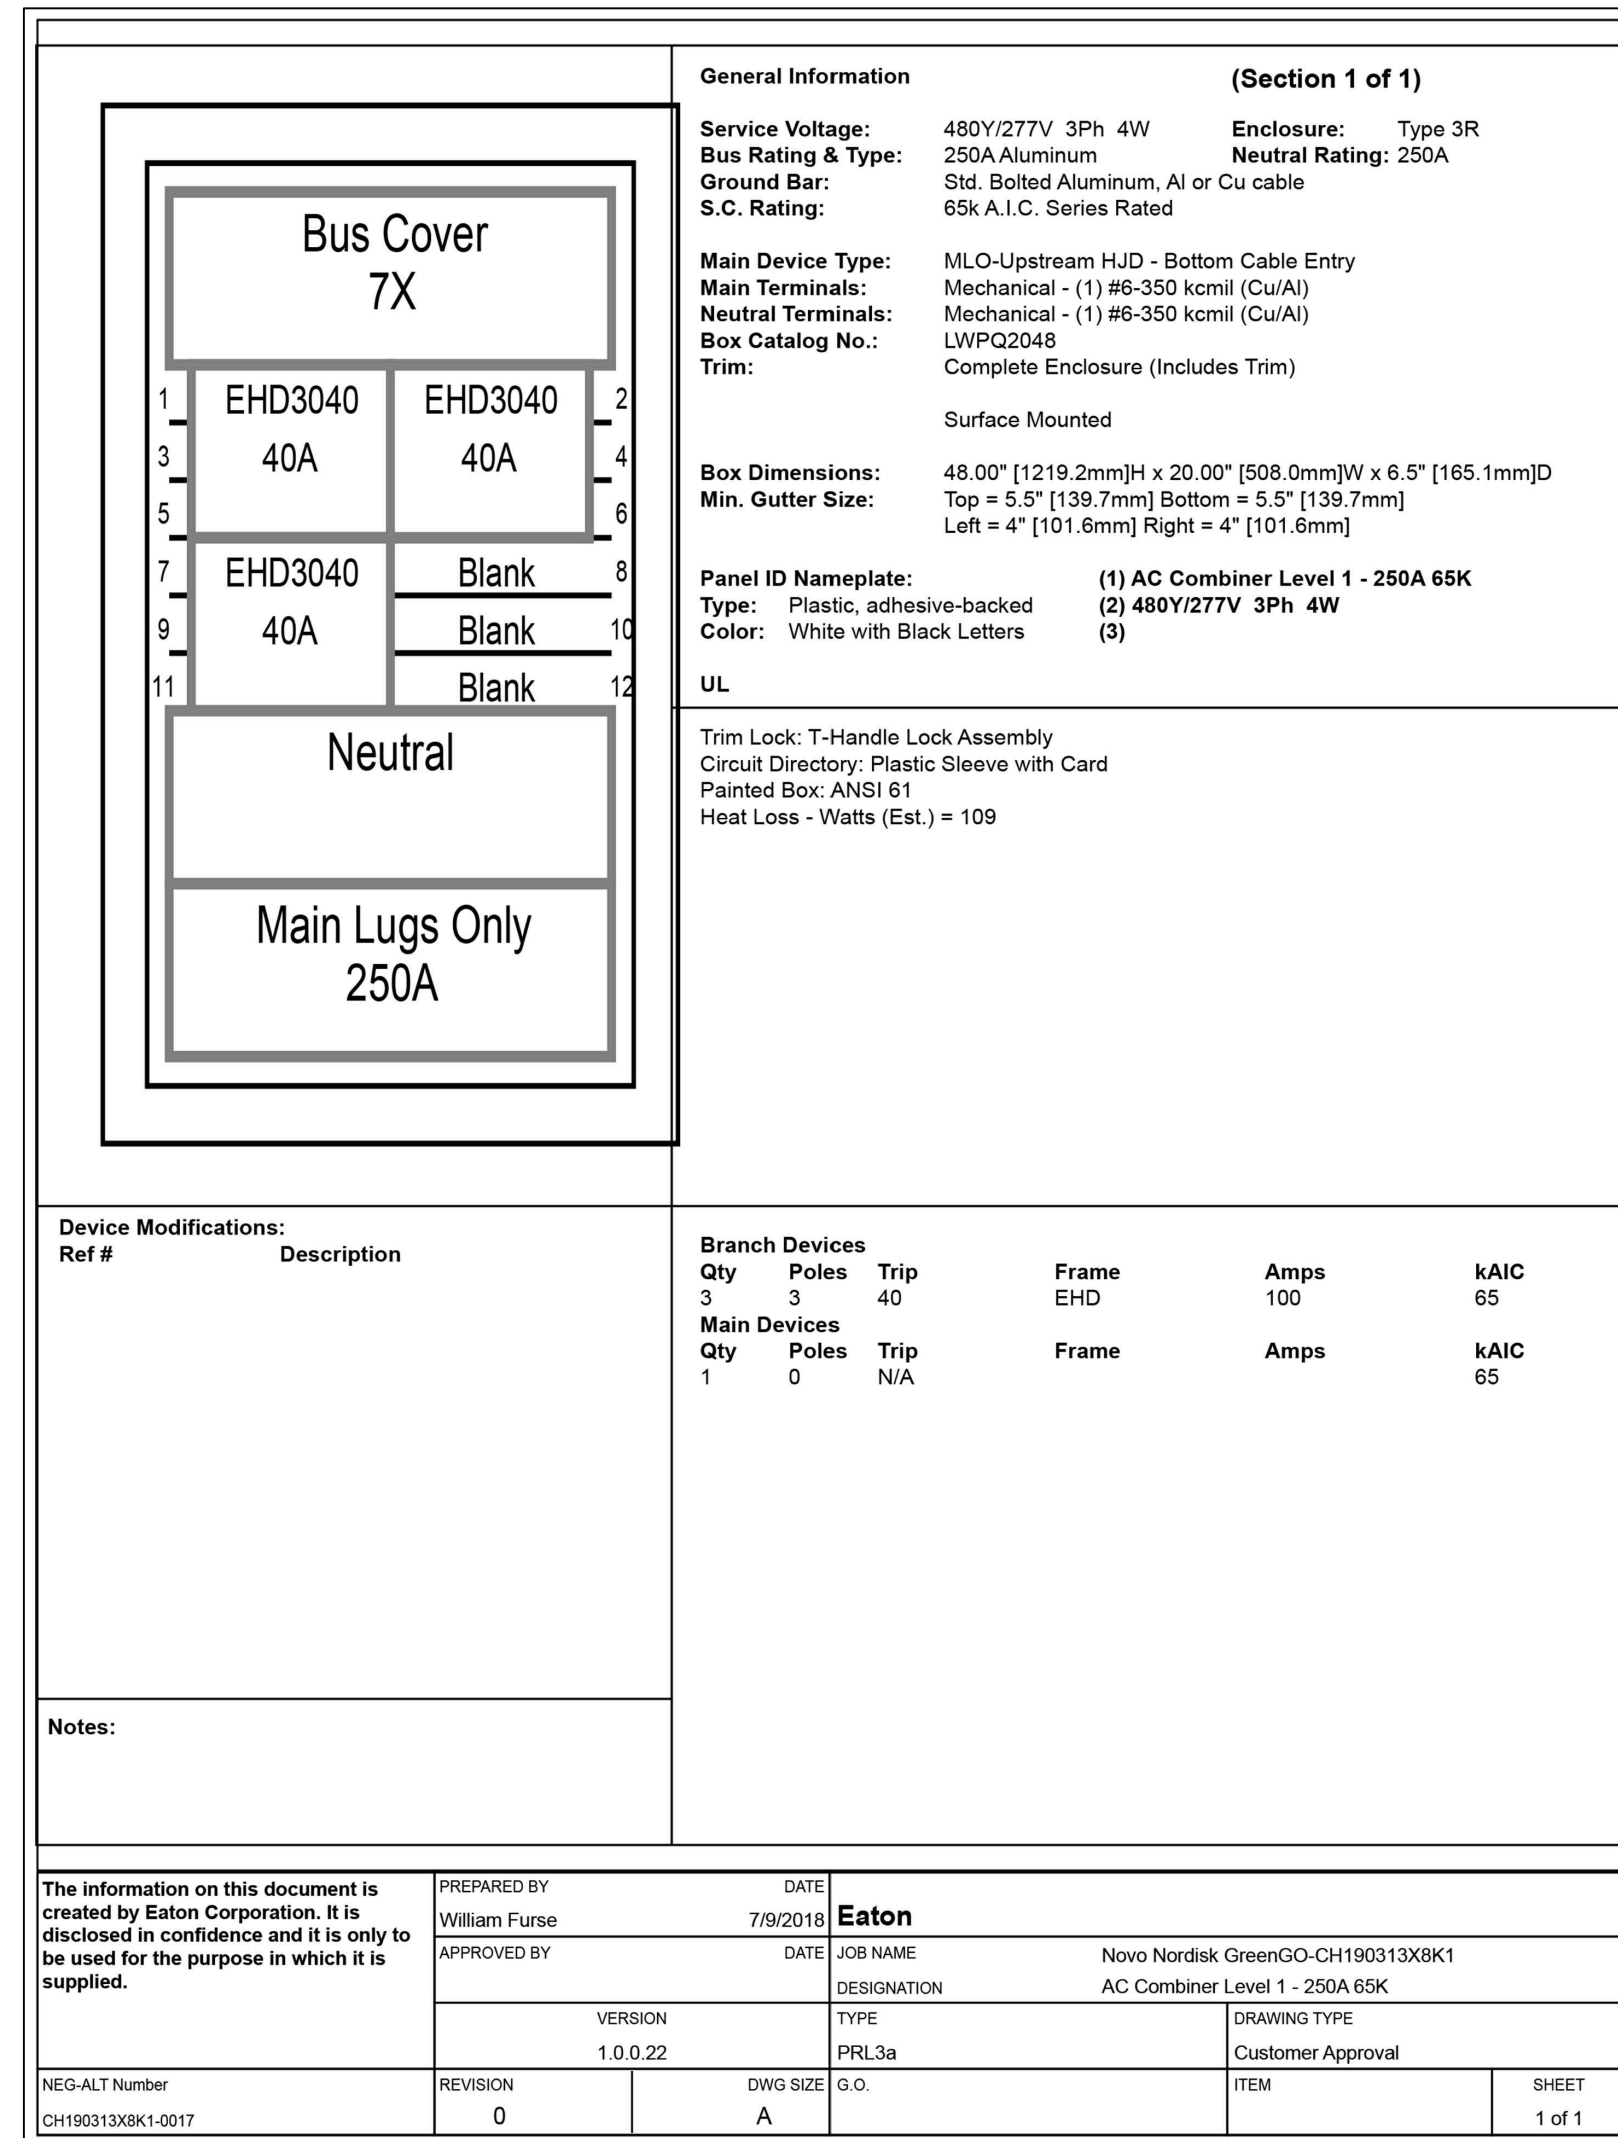 Bus Cover
7X
1 EHD3040 EHD3040 2
3 40A 40A 4
5 6
7 EHD3040 Blank 8
9 40A Blank 10
11 Blank 12
Neutral
Main Lugs Only
250A
General Information (Section 1 of 1)
Service Voltage: 480Y/277V 3Ph 4W Enclosure: Type 3R
Bus Rating & Type: 250A Aluminum Neutral Rating: 250A
Ground Bar: Std. Bolted Aluminum, Al or Cu cable
S.C. Rating: 65k A.I.C. Series Rated
Main Device Type: MLO-Upstream HJD - Bottom Cable Entry
Main Terminals: Mechanical - (1) #6-350 kcmil (Cu/Al)
Neutral Terminals: Mechanical - (1) #6-350 kcmil (Cu/Al)
Box Catalog No.: LWPQ2048
Trim: Complete Enclosure (Includes Trim)
Surface Mounted
Box Dimensions: 48.00" [1219.2mm]H x 20.00" [508.0mm]W x 6.5" [165.1mm]D
Min. Gutter Size: Top = 5.5" [139.7mm] Bottom = 5.5" [139.7mm]
Left = 4" [101.6mm] Right = 4" [101.6mm]
Panel ID Nameplate: (1) AC Combiner Level 1 - 250A 65K
Type: Plastic, adhesive-backed (2) 480Y/277V 3Ph 4W
Color: White with Black Letters (3)
UL
Trim Lock: T-Handle Lock Assembly
Circuit Directory: Plastic Sleeve with Card
Painted Box: ANSI 61
Heat Loss - Watts (Est.) = 109
Device Modifications:
Ref # Description
Branch Devices
Qty Poles Trip Frame Amps kAIC
3 3 40 EHD 100 65
Main Devices
Qty Poles Trip Frame Amps kAIC
1 0 N/A 65
Notes:
The information on this document is
created by Eaton Corporation. It is
disclosed in confidence and it is only to
be used for the purpose in which it is
supplied.
PREPARED BY DATE
William Furse 7/9/2018
Eaton
APPROVED BY DATE
JOB NAME Novo Nordisk GreenGO-CH190313X8K1
DESIGNATION AC Combiner Level 1 - 250A 65K
VERSION
1.0.0.22
TYPE
PRL3a
DRAWING TYPE
Customer Approval
NEG-ALT Number
CH190313X8K1-0017
REVISION
0
DWG SIZE
A
G.O.
ITEM
SHEET
1 of 1